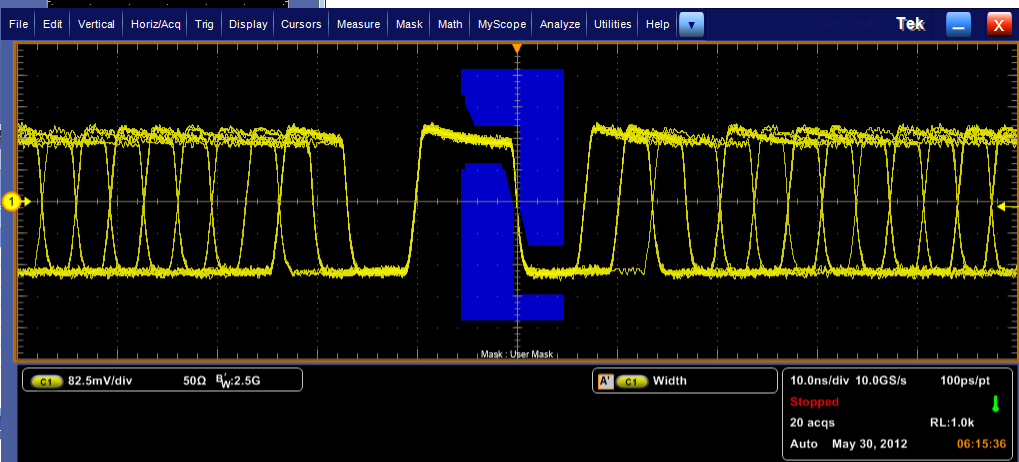 File Edit Vertical Horiz/Acq Trig Display Cursors Measure Mask Math MyScope Analyze Utilities Help Tek X
1
Mask : User Mask
C1 82.5mV/div 50Ω BW:2.5G
A' C1 Width
10.0ns/div 10.0GS/s 100ps/pt
Stopped
20 acqs RL:1.0k
Auto May 30, 2012 06:15:36